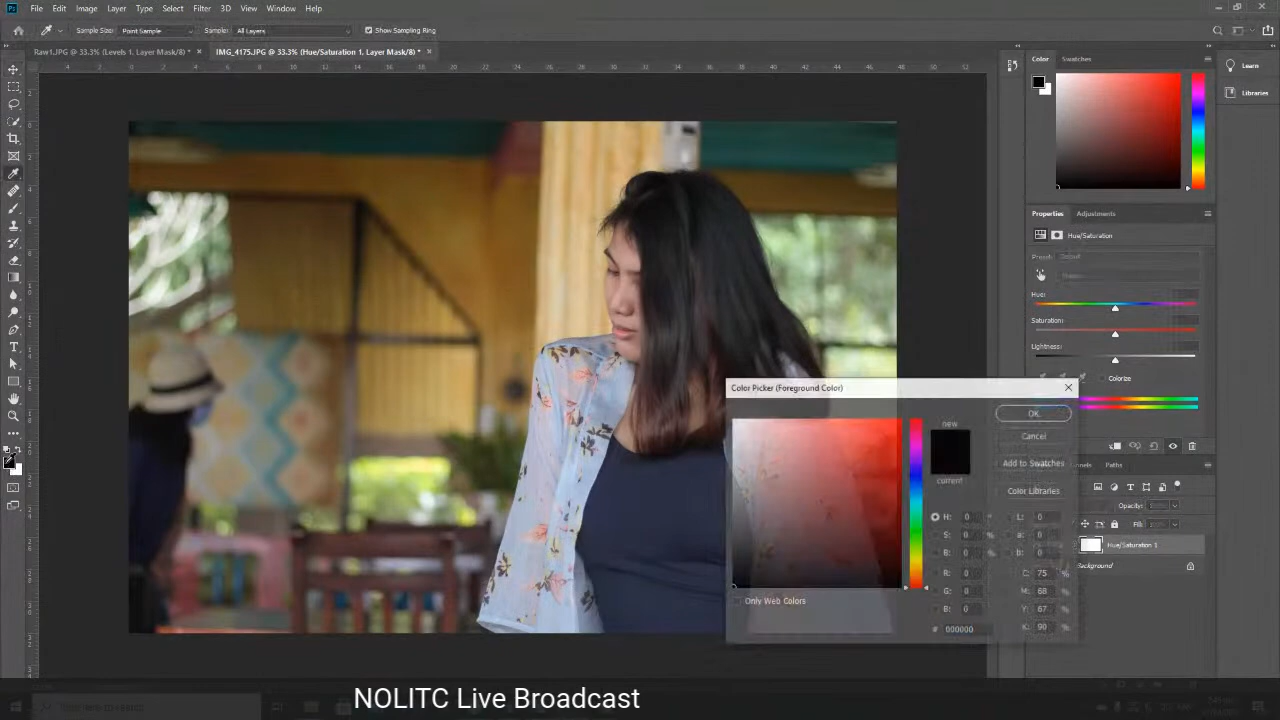 Ps File Edit Image Layer Type Select Filter 3D View Window Help
Sample Size: Point Sample Sample: All Layers Show Sampling Ring
Raw1.JPG @ 33.3% (Levels 1, Layer Mask/8) * × IMG_4175.JPG @ 33.3% (Hue/Saturation 1, Layer Mask/8) * ×
Color Swatches
Learn
Libraries
Properties Adjustments
Hue/Saturation
Preset: Default
Hue:
Saturation:
Lightness:
Colorize
Color Picker (Foreground Color)
new
current
OK
Cancel
Add to Swatches
Color Libraries
H: 0 °
S: 0 %
B: 0 %
R: 0
G: 0
B: 0
# 000000
L: 0
a: 0
b: 0
C: 75 %
M: 68 %
Y: 67 %
K: 90 %
Only Web Colors
Paths
Opacity:
Fill:
Hue/Saturation 1
Background
NOLITC Live Broadcast